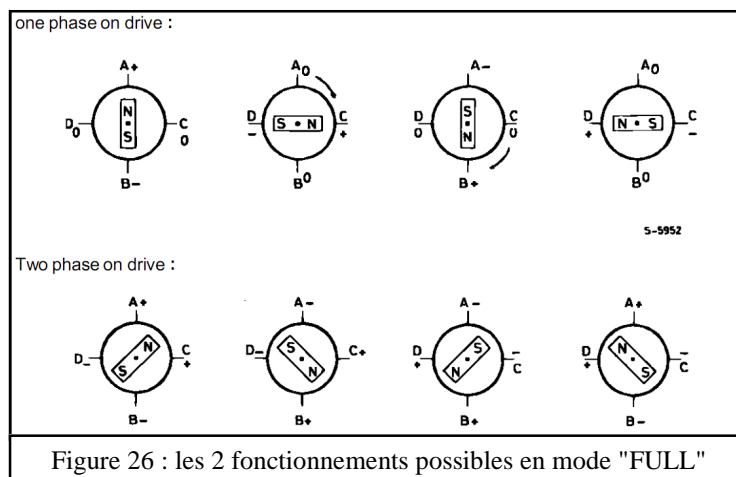 one phase on drive :
A+ A0 A- A0
N S
D0 C 0 D - S N C + D 0 C 0 D + N S C -
S N
B- B0 B+ B0
S-5952
Two phase on drive :
A+ A- A- A+
N S S N
D- C + D- C+ D + - C D + - C
S N N S
B- B+ B+ B-
Figure 26 : les 2 fonctionnements possibles en mode "FULL"